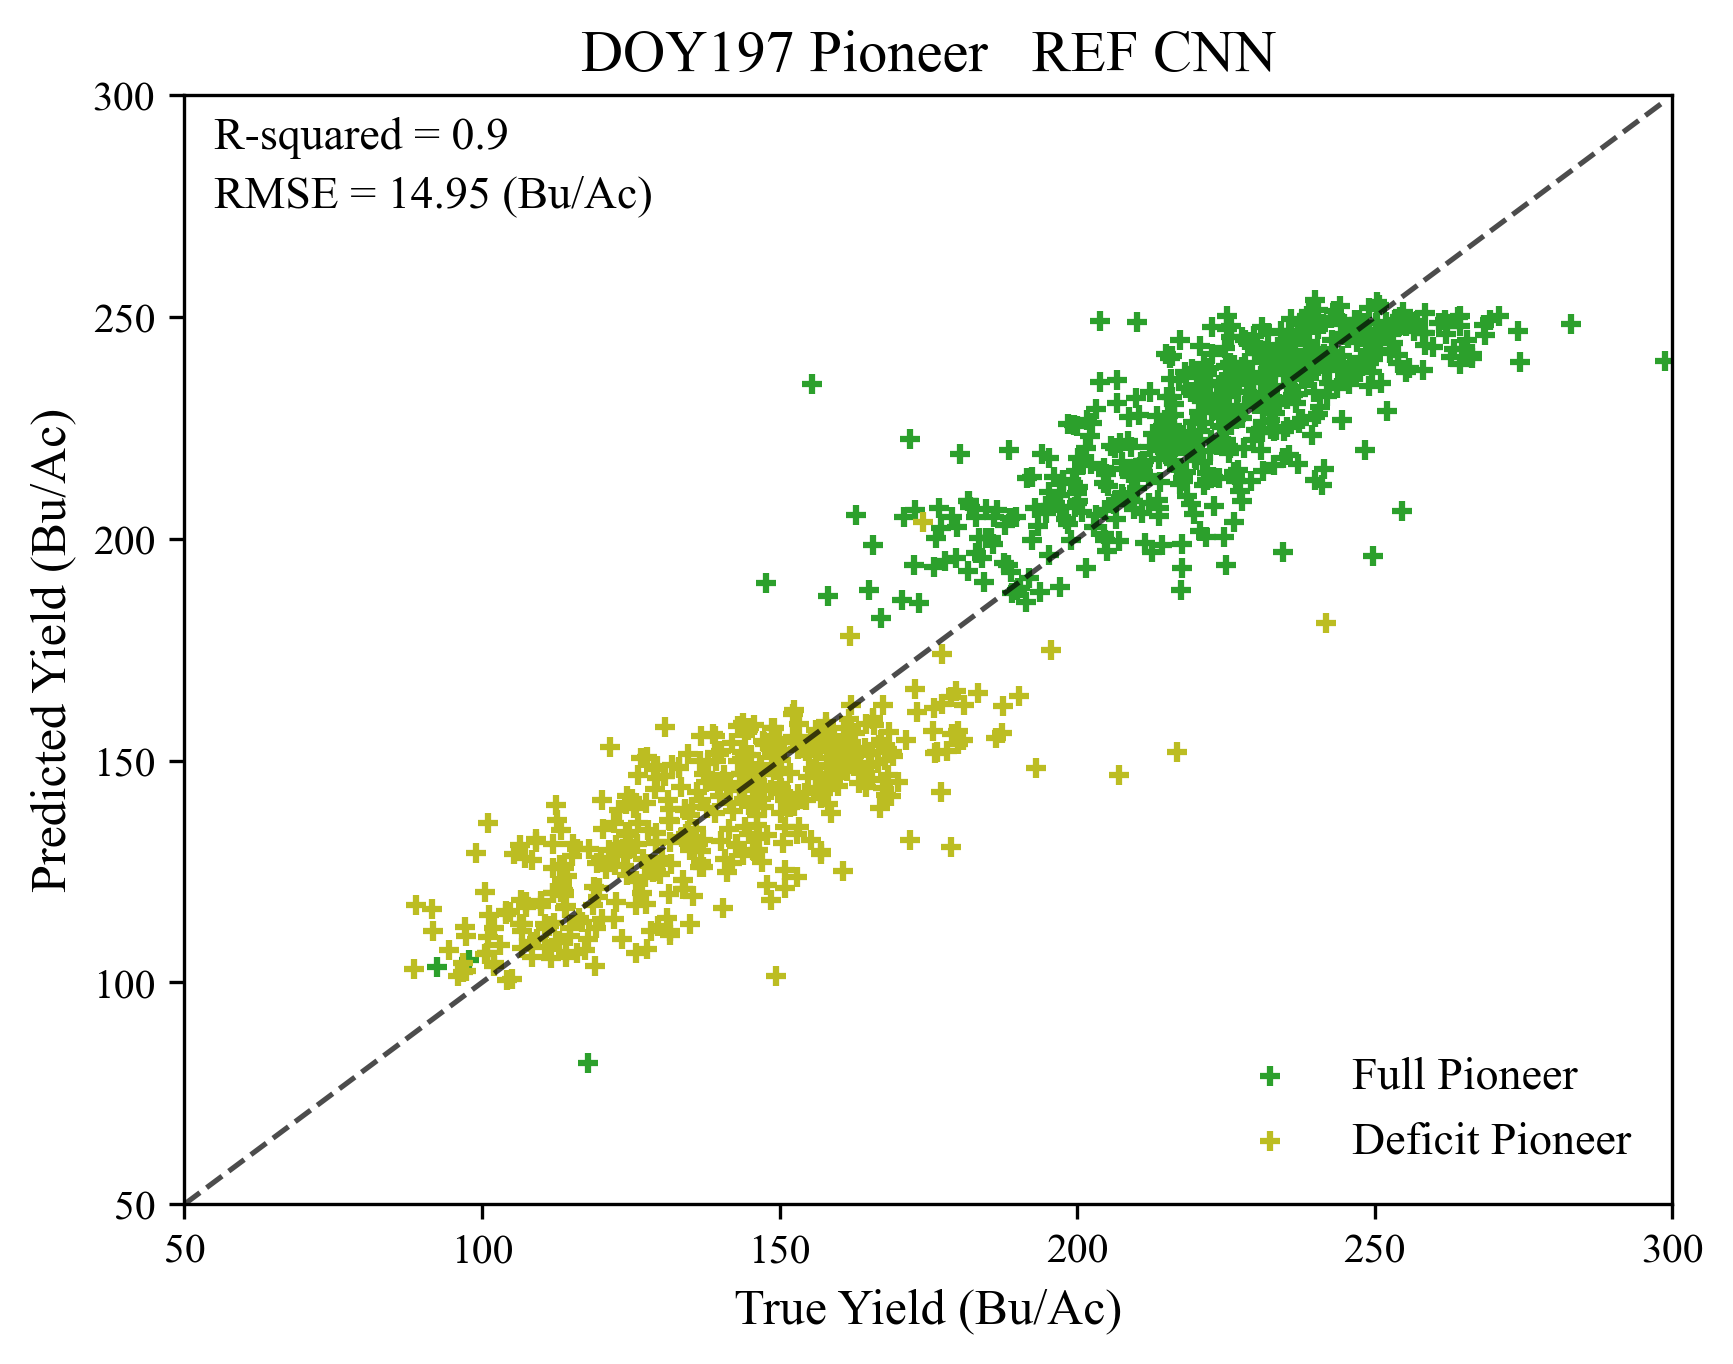 DOY197 Pioneer   REF CNN
R-squared = 0.9
RMSE = 14.95 (Bu/Ac)
300
250
200
150
100
50
Predicted Yield (Bu/Ac)
Full Pioneer
Deficit Pioneer
50 100 150 200 250 300
True Yield (Bu/Ac)